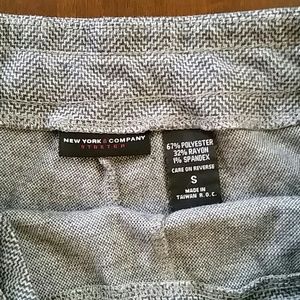 NEW YORK & COMPANY
STRETCH
67% POLYESTER
32% RAYON
1% SPANDEX
CARE ON REVERSE
S
MADE IN
TAIWAN R.O.C.